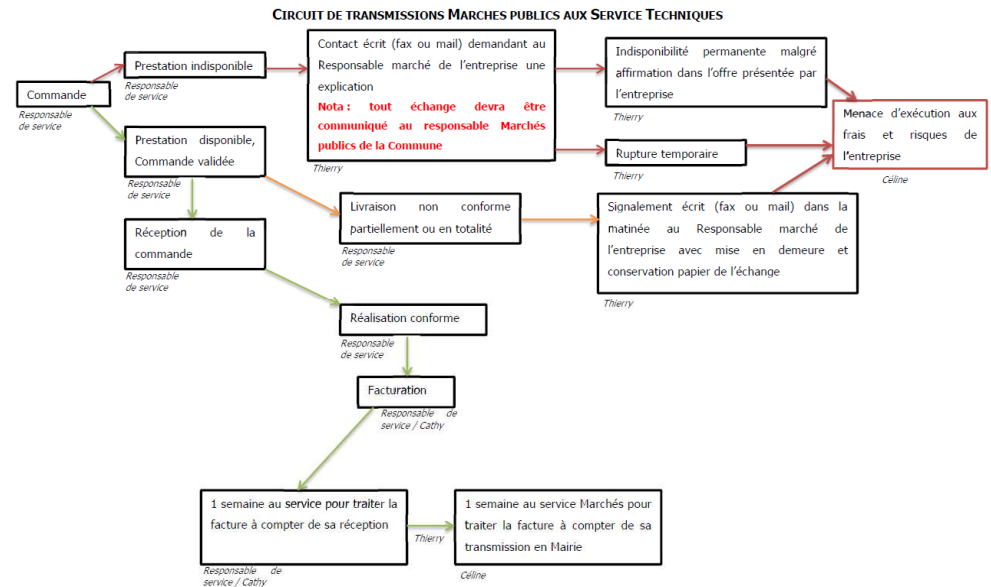 CIRCUIT DE TRANSMISSIONS MARCHES PUBLICS AUX SERVICE TECHNIQUES
Commande
Responsable
de service
Prestation indisponible
Responsable
de service
Contact écrit (fax ou mail) demandant au
Responsable marché de l'entreprise une
explication
Nota : tout échange devra être
communiqué au responsable Marchés
publics de la Commune
Thierry
Indisponibilité permanente malgré
affirmation dans l'offre présentée par
l'entreprise
Thierry
Menace d'exécution aux
frais et risques de
l'entreprise
Céline
Rupture temporaire
Thierry
Prestation disponible,
Commande validée
Responsable
de service
Livraison non conforme
partiellement ou en totalité
Responsable
de service
Signalement écrit (fax ou mail) dans la
matinée au Responsable marché de
l'entreprise avec mise en demeure et
conservation papier de l'échange
Thierry
Réception de la
commande
Responsable
de service
Réalisation conforme
Responsable
de service
Facturation
Responsable de
service / Cathy
1 semaine au service pour traiter la
facture à compter de sa réception
Responsable de
service / Cathy
Thierry
1 semaine au service Marchés pour
traiter la facture à compter de sa
transmission en Mairie
Céline